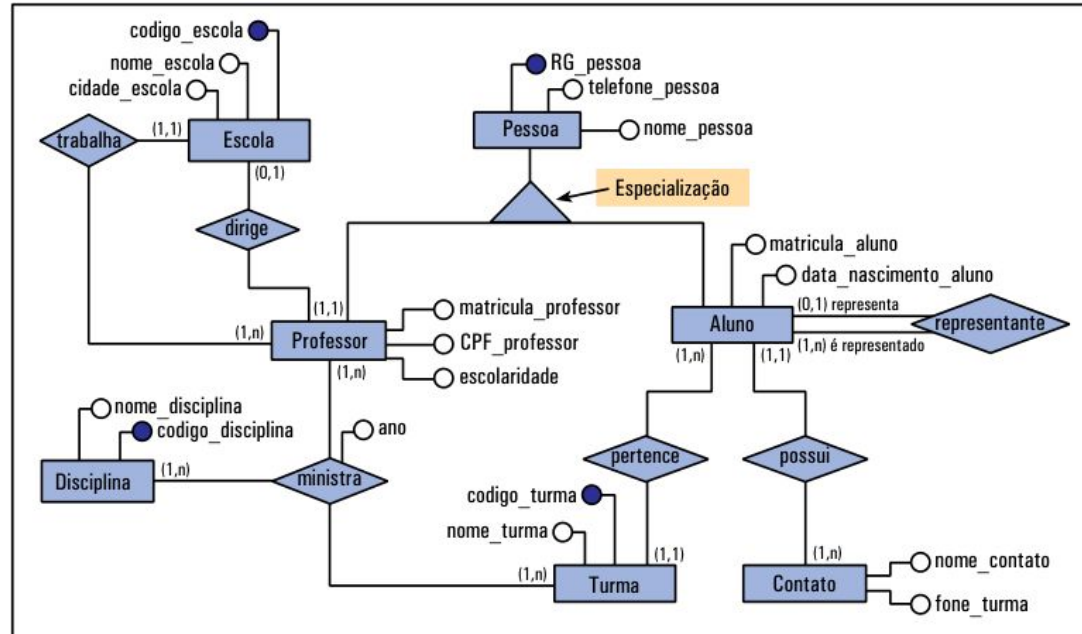 codigo_escola
nome_escola
cidade_escola
trabalha
(1,1)
Escola
(0,1)
dirige
RG_pessoa
telefone_pessoa
Pessoa
nome_pessoa
Especialização
matricula_aluno
data_nascimento_aluno
(0,1) representa
Aluno
representante
(1,n) é representado
(1,n)
(1,1)
(1,1)
matricula_professor
(1,n)
Professor
CPF_professor
(1,n)
escolaridade
nome_disciplina
codigo_disciplina
ano
Disciplina
(1,n)
ministra
pertence
possui
codigo_turma
nome_turma
(1,n)
(1,1)
Turma
(1,n)
Contato
nome_contato
fone_turma